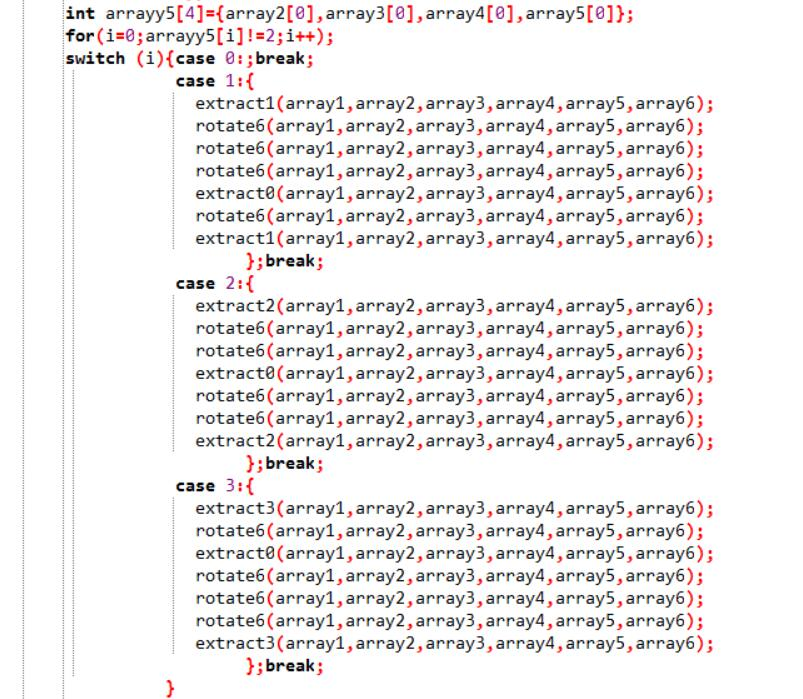 int arrayy5[4]={array2[0],array3[0],array4[0],array5[0]};
for(i=0;arrayy5[i]!=2;i++);
switch (i){case 0:;break;
case 1:{
extract1(array1,array2,array3,array4,array5,array6);
rotate6(array1,array2,array3,array4,array5,array6);
rotate6(array1,array2,array3,array4,array5,array6);
rotate6(array1,array2,array3,array4,array5,array6);
extract0(array1,array2,array3,array4,array5,array6);
rotate6(array1,array2,array3,array4,array5,array6);
extract1(array1,array2,array3,array4,array5,array6);
};break;
case 2:{
extract2(array1,array2,array3,array4,array5,array6);
rotate6(array1,array2,array3,array4,array5,array6);
rotate6(array1,array2,array3,array4,array5,array6);
extract0(array1,array2,array3,array4,array5,array6);
rotate6(array1,array2,array3,array4,array5,array6);
rotate6(array1,array2,array3,array4,array5,array6);
extract2(array1,array2,array3,array4,array5,array6);
};break;
case 3:{
extract3(array1,array2,array3,array4,array5,array6);
rotate6(array1,array2,array3,array4,array5,array6);
extract0(array1,array2,array3,array4,array5,array6);
rotate6(array1,array2,array3,array4,array5,array6);
rotate6(array1,array2,array3,array4,array5,array6);
rotate6(array1,array2,array3,array4,array5,array6);
extract3(array1,array2,array3,array4,array5,array6);
};break;
}